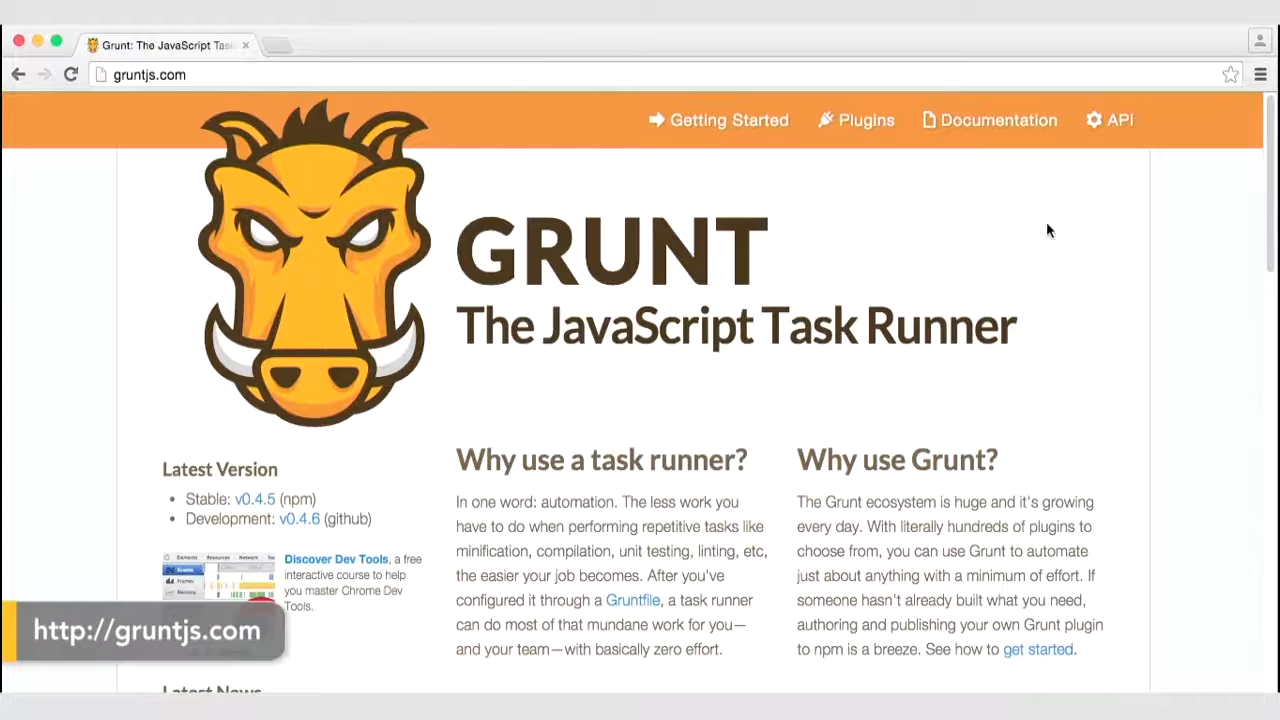 Grunt: The JavaScript Tas
gruntjs.com
Getting Started
Plugins
Documentation
API
GRUNT
The JavaScript Task Runner
Latest Version
Stable: v0.4.5 (npm)
Development: v0.4.6 (github)
Discover Dev Tools, a free
interactive course to help
you master Chrome Dev
Tools.
http://gruntjs.com
Latest News
Why use a task runner?
In one word: automation. The less work you
have to do when performing repetitive tasks like
minification, compilation, unit testing, linting, etc,
the easier your job becomes. After you've
configured it through a Gruntfile, a task runner
can do most of that mundane work for you—
and your team—with basically zero effort.
Why use Grunt?
The Grunt ecosystem is huge and it's growing
every day. With literally hundreds of plugins to
choose from, you can use Grunt to automate
just about anything with a minimum of effort. If
someone hasn't already built what you need,
authoring and publishing your own Grunt plugin
to npm is a breeze. See how to get started.